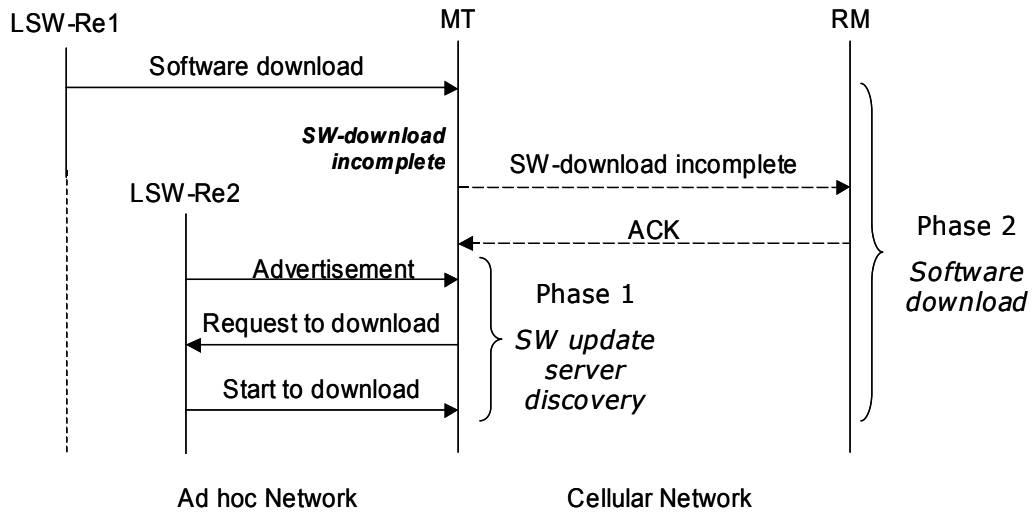 LSW-Re1
MT
RM
Software download
SW-download
incomplete
SW-download incomplete
LSW-Re2
ACK
Phase 2
Software
download
Advertisement
Phase 1
Request to download
SW update
server
discovery
Start to download
Ad hoc Network
Cellular Network